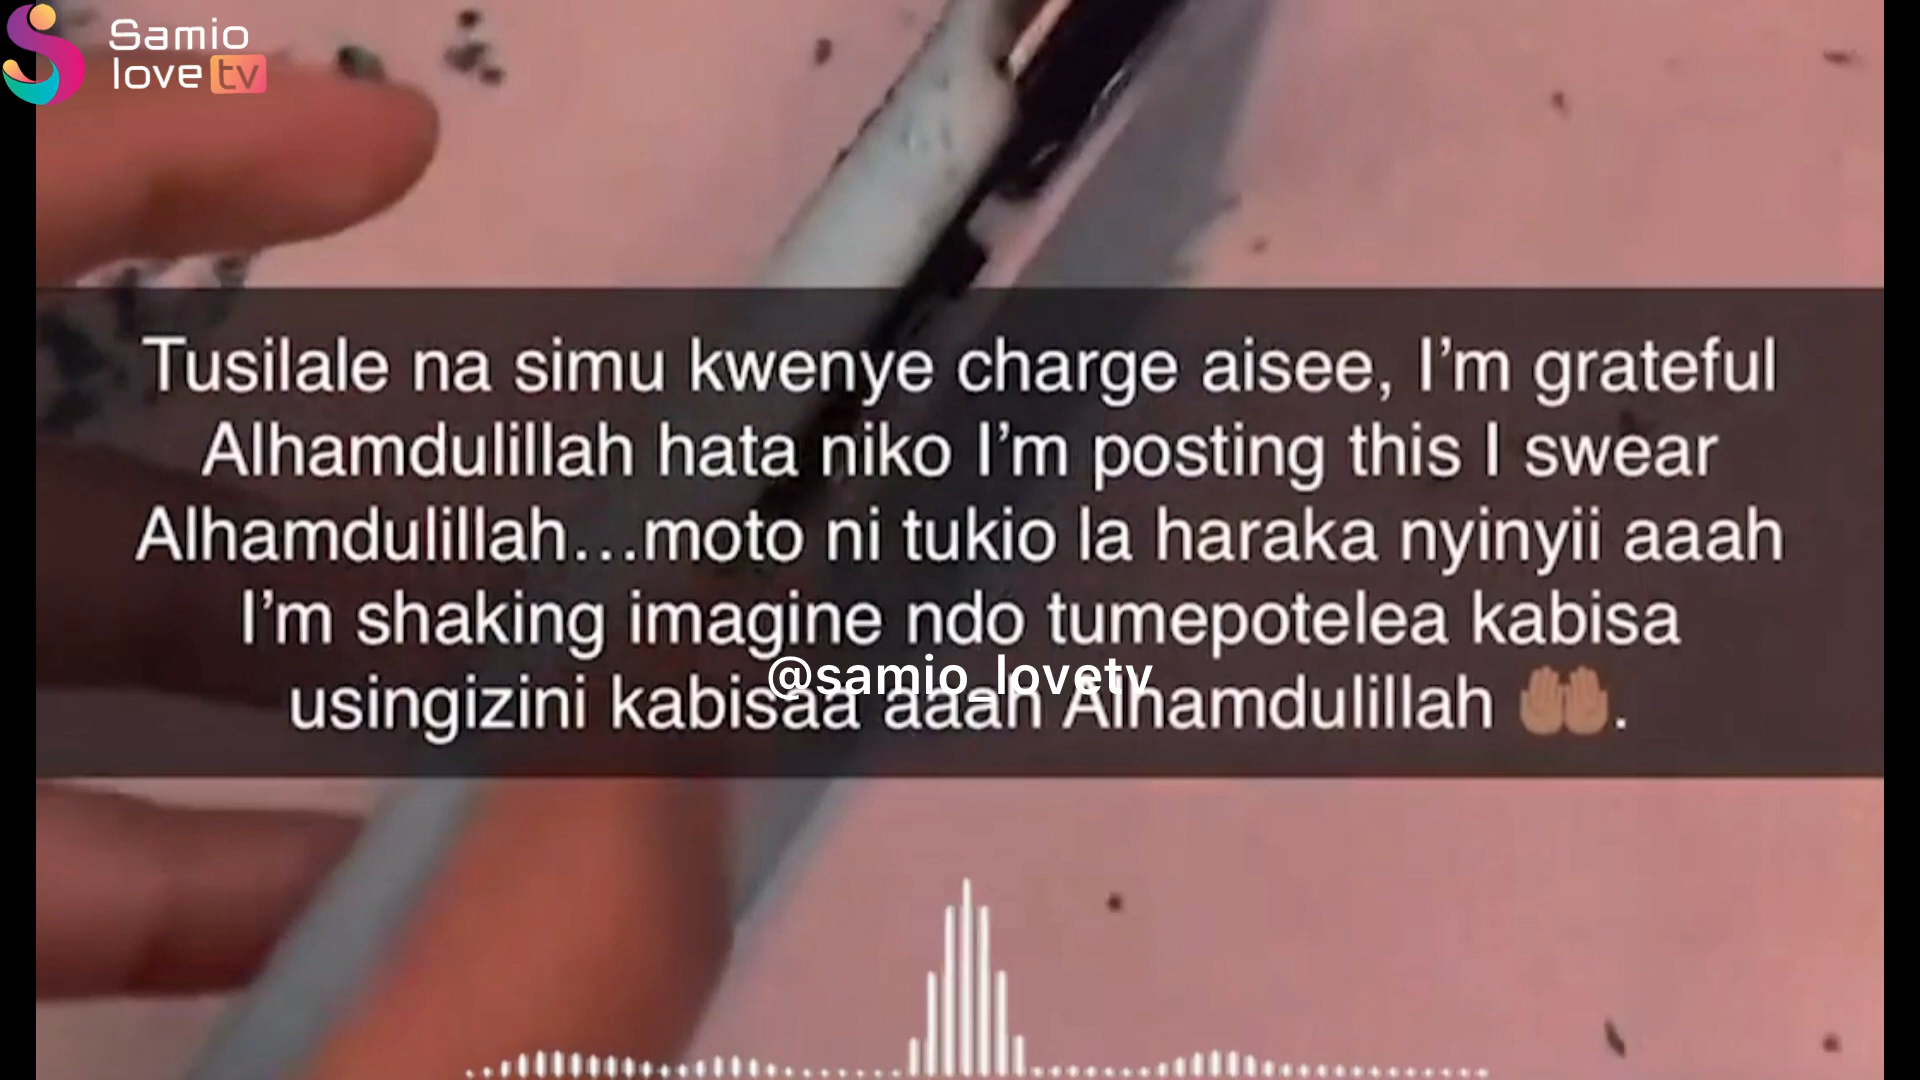 Samio
love tv
Tusilale na simu kwenye charge aisee, I’m grateful
Alhamdulillah hata niko I’m posting this I swear
Alhamdulillah…moto ni tukio la haraka nyinyii aaah
I’m shaking imagine ndo tumepotelea kabisa
@samio_lovetv
usingizini kabisaa aaah Alhamdulillah 🤲🏽.